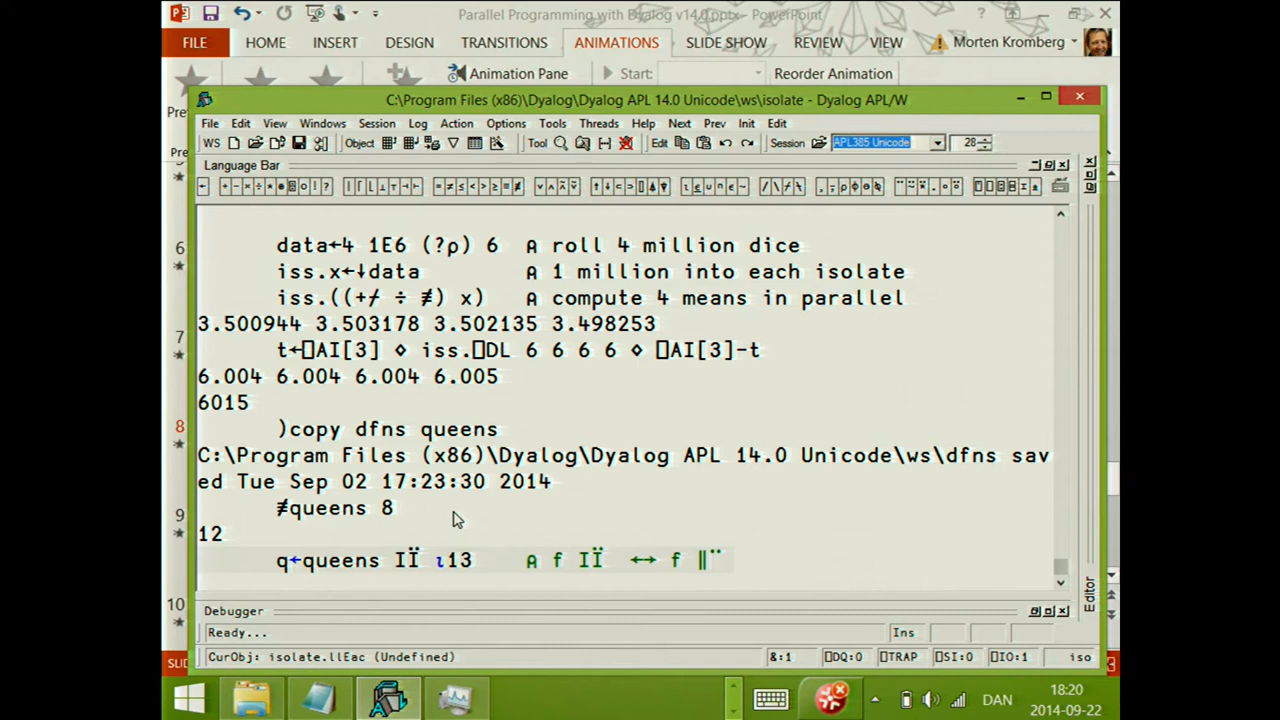 Parallel Programming with Dyalog v14.0.pptx - PowerPoint
FILE HOME INSERT DESIGN TRANSITIONS ANIMATIONS SLIDE SHOW REVIEW VIEW Morten Kromberg
Animation Pane Start: Reorder Animation
C:\Program Files (x86)\Dyalog\Dyalog APL 14.0 Unicode\ws\isolate - Dyalog APL/W
File Edit View Windows Session Log Action Options Tools Threads Help Next Prev Init Edit
WS Object Tool Edit Session APL385 Unicode 28
Language Bar
6
7
8
9
10
data←4 1E6 (?⍴) 6 ⍝ roll 4 million dice
iss.x←↓data ⍝ 1 million into each isolate
iss.((+⌿ ÷ ≢) x) ⍝ compute 4 means in parallel
3.500944 3.503178 3.502135 3.498253
t←⎕AI[3] ⋄ iss.⎕DL 6 6 6 6 ⋄ ⎕AI[3]-t
6.004 6.004 6.004 6.005
6015
)copy dfns queens
C:\Program Files (x86)\Dyalog\Dyalog APL 14.0 Unicode\ws\dfns sav
ed Tue Sep 02 17:23:30 2014
≢queens 8
12
q←queens IÏ ⍳13 ⍝ f IÏ ↔ f ∥¨
Editor
Debugger
Ready... Ins
CurObj: isolate.llEac (Undefined) &:1 ⎕DQ:0 ⎕TRAP ⎕SI:0 ⎕IO:1 iso
DAN
18:20
2014-09-22